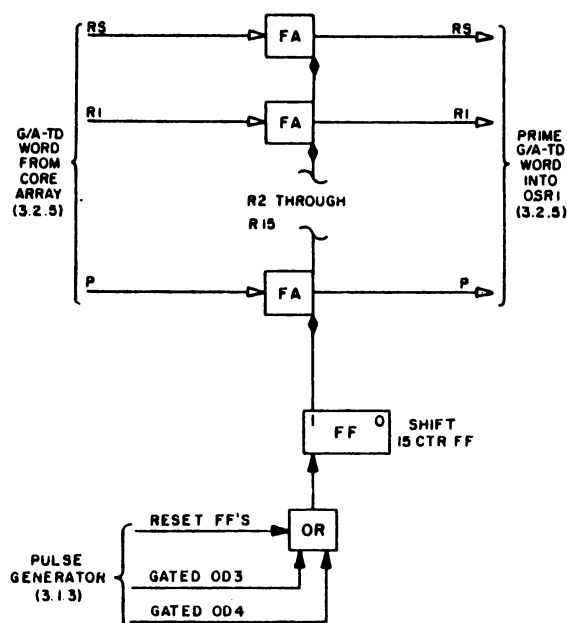 RS
FA
RS
R1
FA
R1
G/A-TD
WORD
FROM
CORE
ARRAY
(3.2.5)
PRIME
G/A-TD
WORD
INTO
OSR1
(3.2.5)
R2 THROUGH
R15
P
FA
P
1
FF
0
SHIFT
15 CTR FF
RESET FF'S
OR
PULSE
GENERATOR
(3.1.3)
GATED OD3
GATED OD4